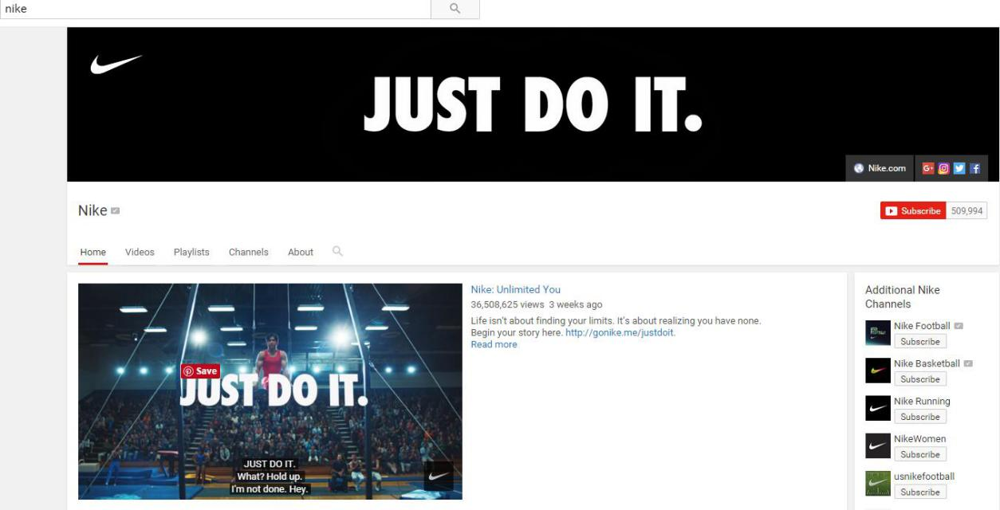 nike
JUST DO IT.
Nike.com
Nike
Subscribe 509,994
Home Videos Playlists Channels About
Save
JUST DO IT.
JUST DO IT.
What? Hold up.
I'm not done. Hey.
Nike: Unlimited You
36,508,625 views 3 weeks ago
Life isn't about finding your limits. It's about realizing you have none.
Begin your story here. http://gonike.me/justdoit.
Read more
Additional Nike
Channels
Nike Football
Subscribe
Nike Basketball
Subscribe
Nike Running
Subscribe
NikeWomen
Subscribe
usnikefootball
Subscribe